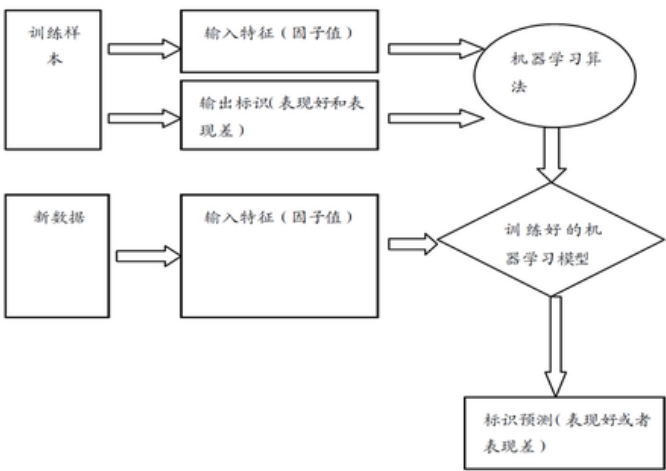 训练样
本
输入特征（因子值）
输出标识（表现好和表
现差）
机器学习算
法
新数据
输入特征（因子值）
训练好的机
器学习模型
标识预测（表现好或者
表现差）